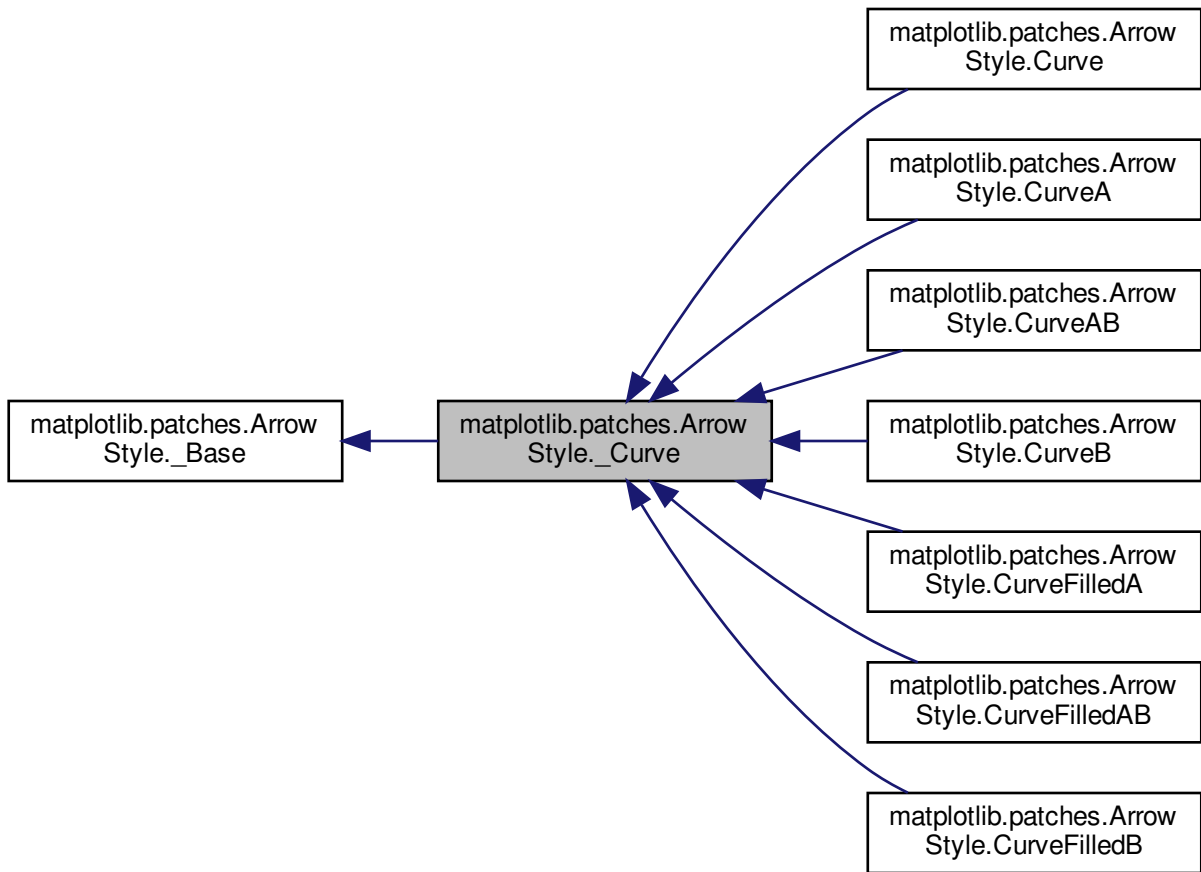 matplotlib.patches.Arrow
Style._Base
matplotlib.patches.Arrow
Style._Curve
matplotlib.patches.Arrow
Style.Curve
matplotlib.patches.Arrow
Style.CurveA
matplotlib.patches.Arrow
Style.CurveAB
matplotlib.patches.Arrow
Style.CurveB
matplotlib.patches.Arrow
Style.CurveFilledA
matplotlib.patches.Arrow
Style.CurveFilledAB
matplotlib.patches.Arrow
Style.CurveFilledB